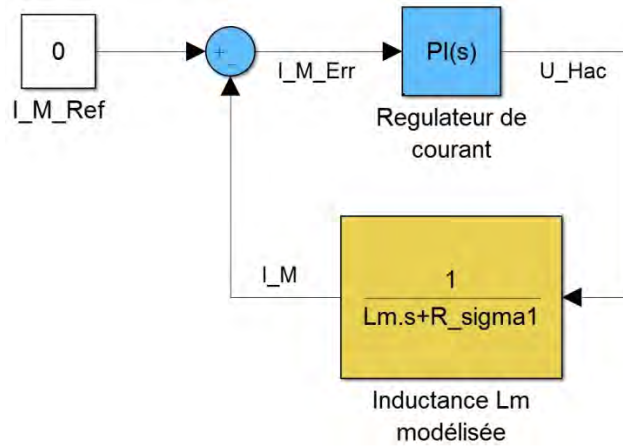 0
I_M_Ref
+
-
I_M_Err
PI(s)
U_Hac
Regulateur de
courant
I_M
1
Lm.s+R_sigma1
Inductance Lm
modélisée